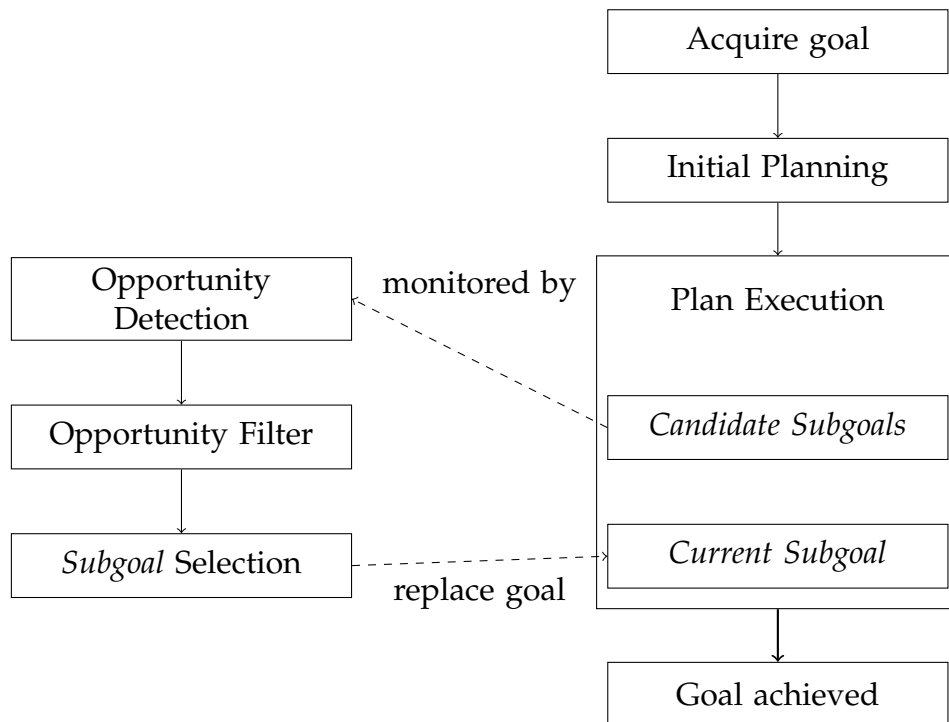 Acquire goal
Initial Planning
Opportunity
Detection
monitored by
Plan Execution
Opportunity Filter
Candidate Subgoals
Subgoal Selection
replace goal
Current Subgoal
Goal achieved